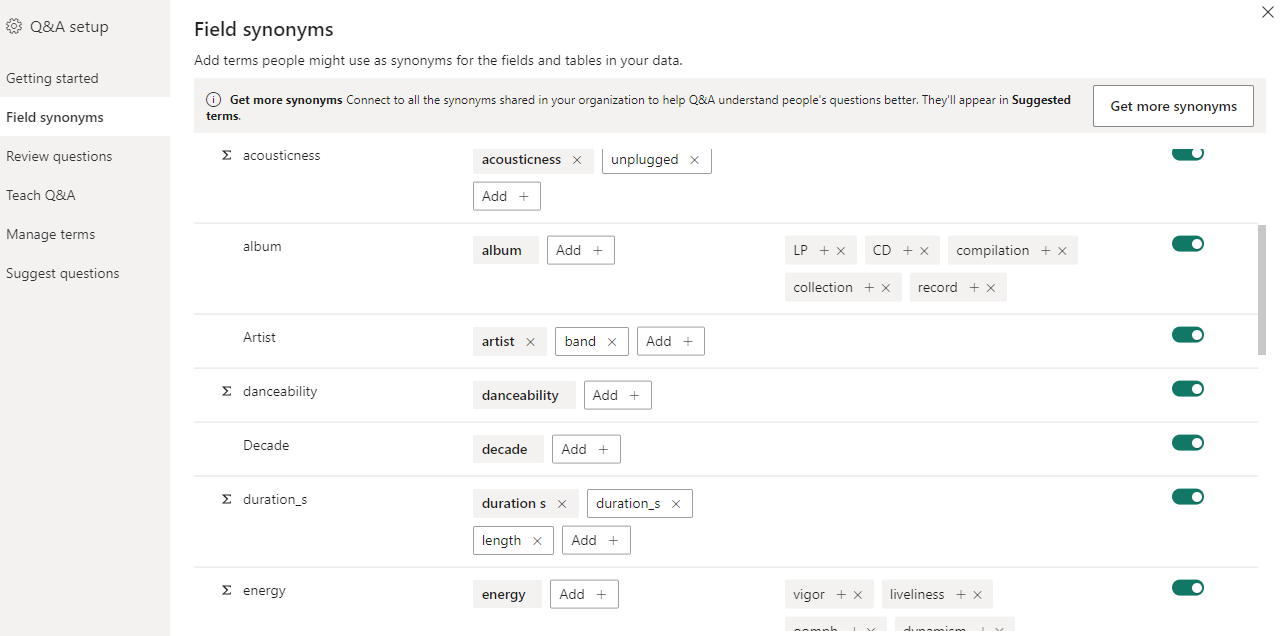 Q&A setup
Getting started
Field synonyms
Review questions
Teach Q&A
Manage terms
Suggest questions
Field synonyms
Add terms people might use as synonyms for the fields and tables in your data.
Get more synonyms Connect to all the synonyms shared in your organization to help Q&A understand people's questions better. They'll appear in Suggested
terms.
Get more synonyms
Σ acousticness acousticness × unplugged ×
Add +
album album Add + LP + × CD + × compilation + ×
collection + × record + ×
Artist artist × band × Add +
Σ danceability danceability Add +
Decade decade Add +
Σ duration_s duration s × duration_s ×
length × Add +
Σ energy energy Add + vigor + × liveliness + ×
oomph + × dynamism + ×